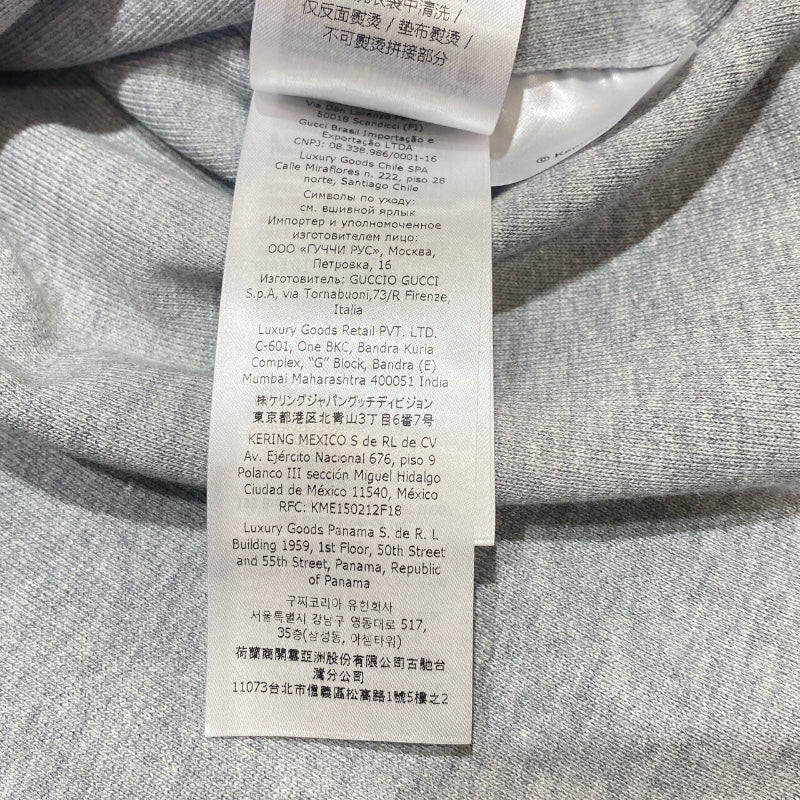 仅反面熨烫/垫布熨烫/
不可熨烫拼接部分
Via Don Lorenzo
50018 Scandicci (FI)
Gucci Brasil Importação e
Exportação LTDA
CNPJ: 08.338.986/0001-16
Luxury Goods Chile SPA
Calle Miraflores n. 222, piso 28
norte, Santiago Chile
Символы по уходу:
см. вшивной ярлык
Импортер и уполномоченное
изготовителем лицо:
ООО «ГУЧЧИ РУС», Москва,
Петровка, 16
Изготовитель: GUCCIO GUCCI
S.p.A, via Tornabuoni,73/R Firenze,
Italia
Luxury Goods Retail PVT. LTD.
C-601, One BKC, Bandra Kurla
Complex, "G" Block, Bandra (E)
Mumbai Maharashtra 400051 India
㈱ケリングジャパングッチディビジョン
東京都港区北青山3丁目6番7号
KERING MEXICO S de RL de CV
Av. Ejército Nacional 676, piso 9
Polanco III sección Miguel Hidalgo
Ciudad de México 11540, México
RFC: KME150212F18
Luxury Goods Panama S. de R. L
Building 1959, 1st Floor, 50th Street
and 55th Street, Panama, Republic
of Panama
구찌코리아 유한회사
서울특별시 강남구 영동대로 517,
35층(삼성동, 아셈타워)
荷蘭商開雲亞洲股份有限公司古馳台
灣分公司
11073台北市信義區松高路1號5樓之2
© Ker